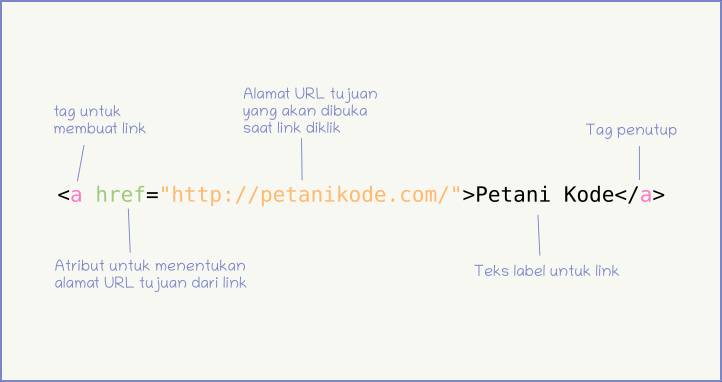 tag untuk
membuat link
Alamat URL tujuan
yang akan dibuka
saat link diklik
Tag penutup
<a href="http://petanikode.com/">Petani Kode</a>
Atribut untuk menentukan
alamat URL tujuan dari link
Teks label untuk link